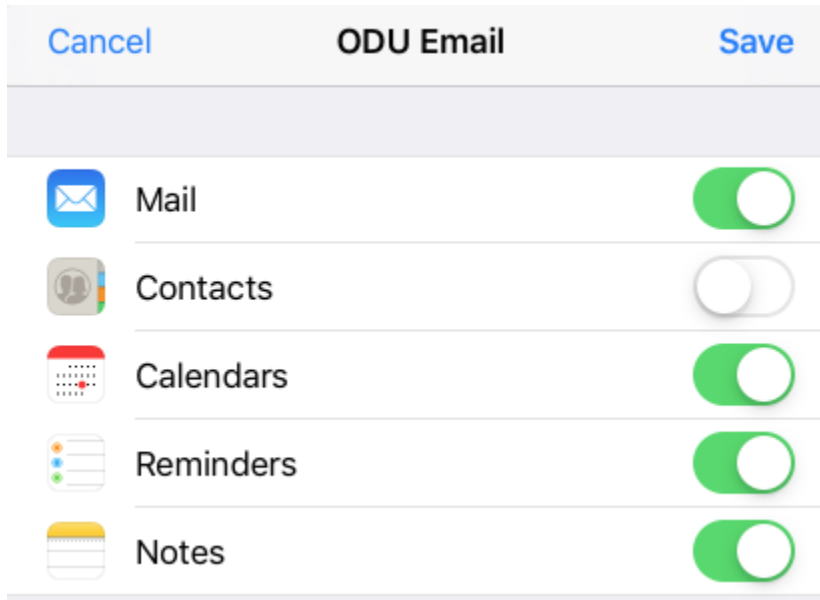 Cancel ODU Email Save
Mail
Contacts
Calendars
Reminders
Notes